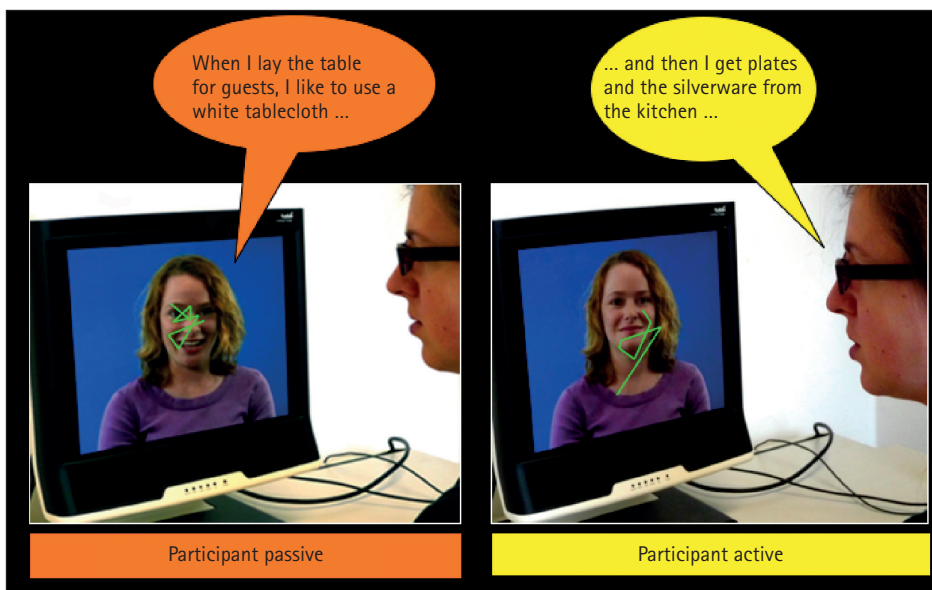 When I lay the table
for guests, I like to use a
white tablecloth ...
... and then I get plates
and the silverware from
the kitchen ...
Participant passive
Participant active